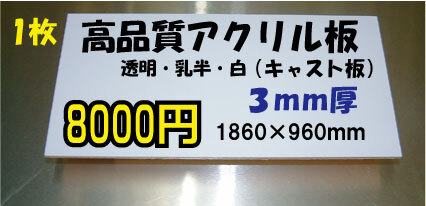 1枚
高品質アクリル板
透明・乳半・白（キャスト板）
３mm厚
8000円
1860×960mm